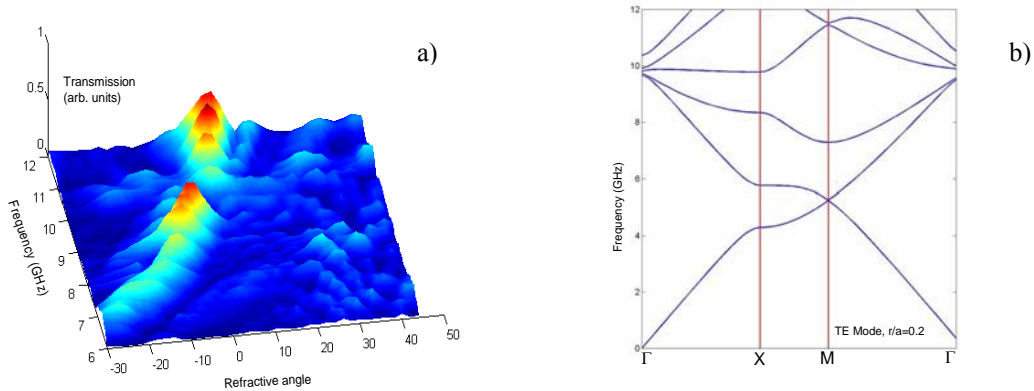 a)
Transmission
(arb. units)
1
0.5
0
12
11
10
9
8
7
6
Frequency (GHz)
-30
-20
-10
0
10
20
30
40
50
Refractive angle
b)
12
10
8
6
4
2
0
Frequency (GHz)
TE Mode, r/a=0.2
Γ
X
M
Γ